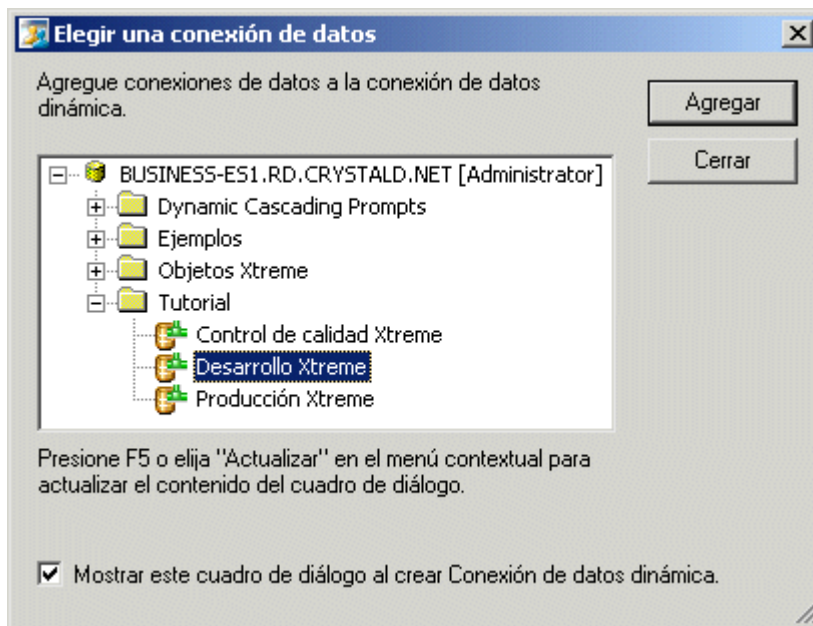 Elegir una conexión de datos
Agregue conexiones de datos a la conexión de datos
dinámica.
Agregar
Cerrar
BUSINESS-ES1.RD.CRYSTALD.NET [Administrator]
Dynamic Cascading Prompts
Ejemplos
Objetos Xtreme
Tutorial
Control de calidad Xtreme
Desarrollo Xtreme
Producción Xtreme
Presione F5 o elija "Actualizar" en el menú contextual para
actualizar el contenido del cuadro de diálogo.
Mostrar este cuadro de diálogo al crear Conexión de datos dinámica.